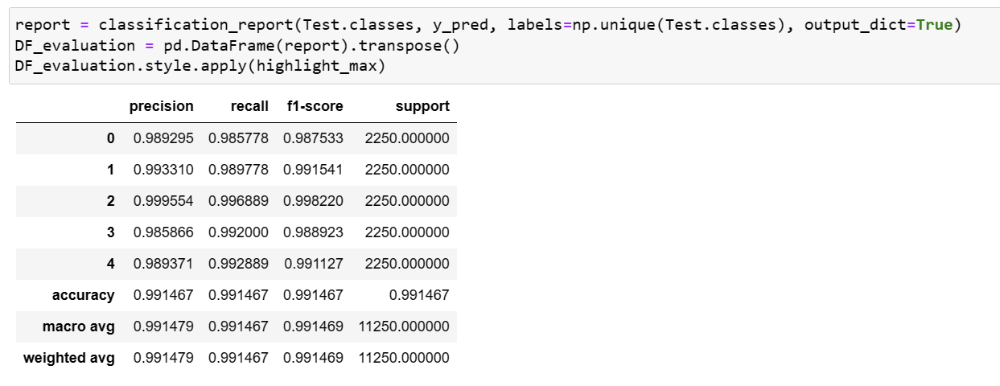 report = classification_report(Test.classes, y_pred, labels=np.unique(Test.classes), output_dict=True)
DF_evaluation = pd.DataFrame(report).transpose()
DF_evaluation.style.apply(highlight_max)
precision recall f1-score support
0 0.989295 0.985778 0.987533 2250.000000
1 0.993310 0.989778 0.991541 2250.000000
2 0.999554 0.996889 0.998220 2250.000000
3 0.985866 0.992000 0.988923 2250.000000
4 0.989371 0.992889 0.991127 2250.000000
accuracy 0.991467 0.991467 0.991467 0.991467
macro avg 0.991479 0.991467 0.991469 11250.000000
weighted avg 0.991479 0.991467 0.991469 11250.000000